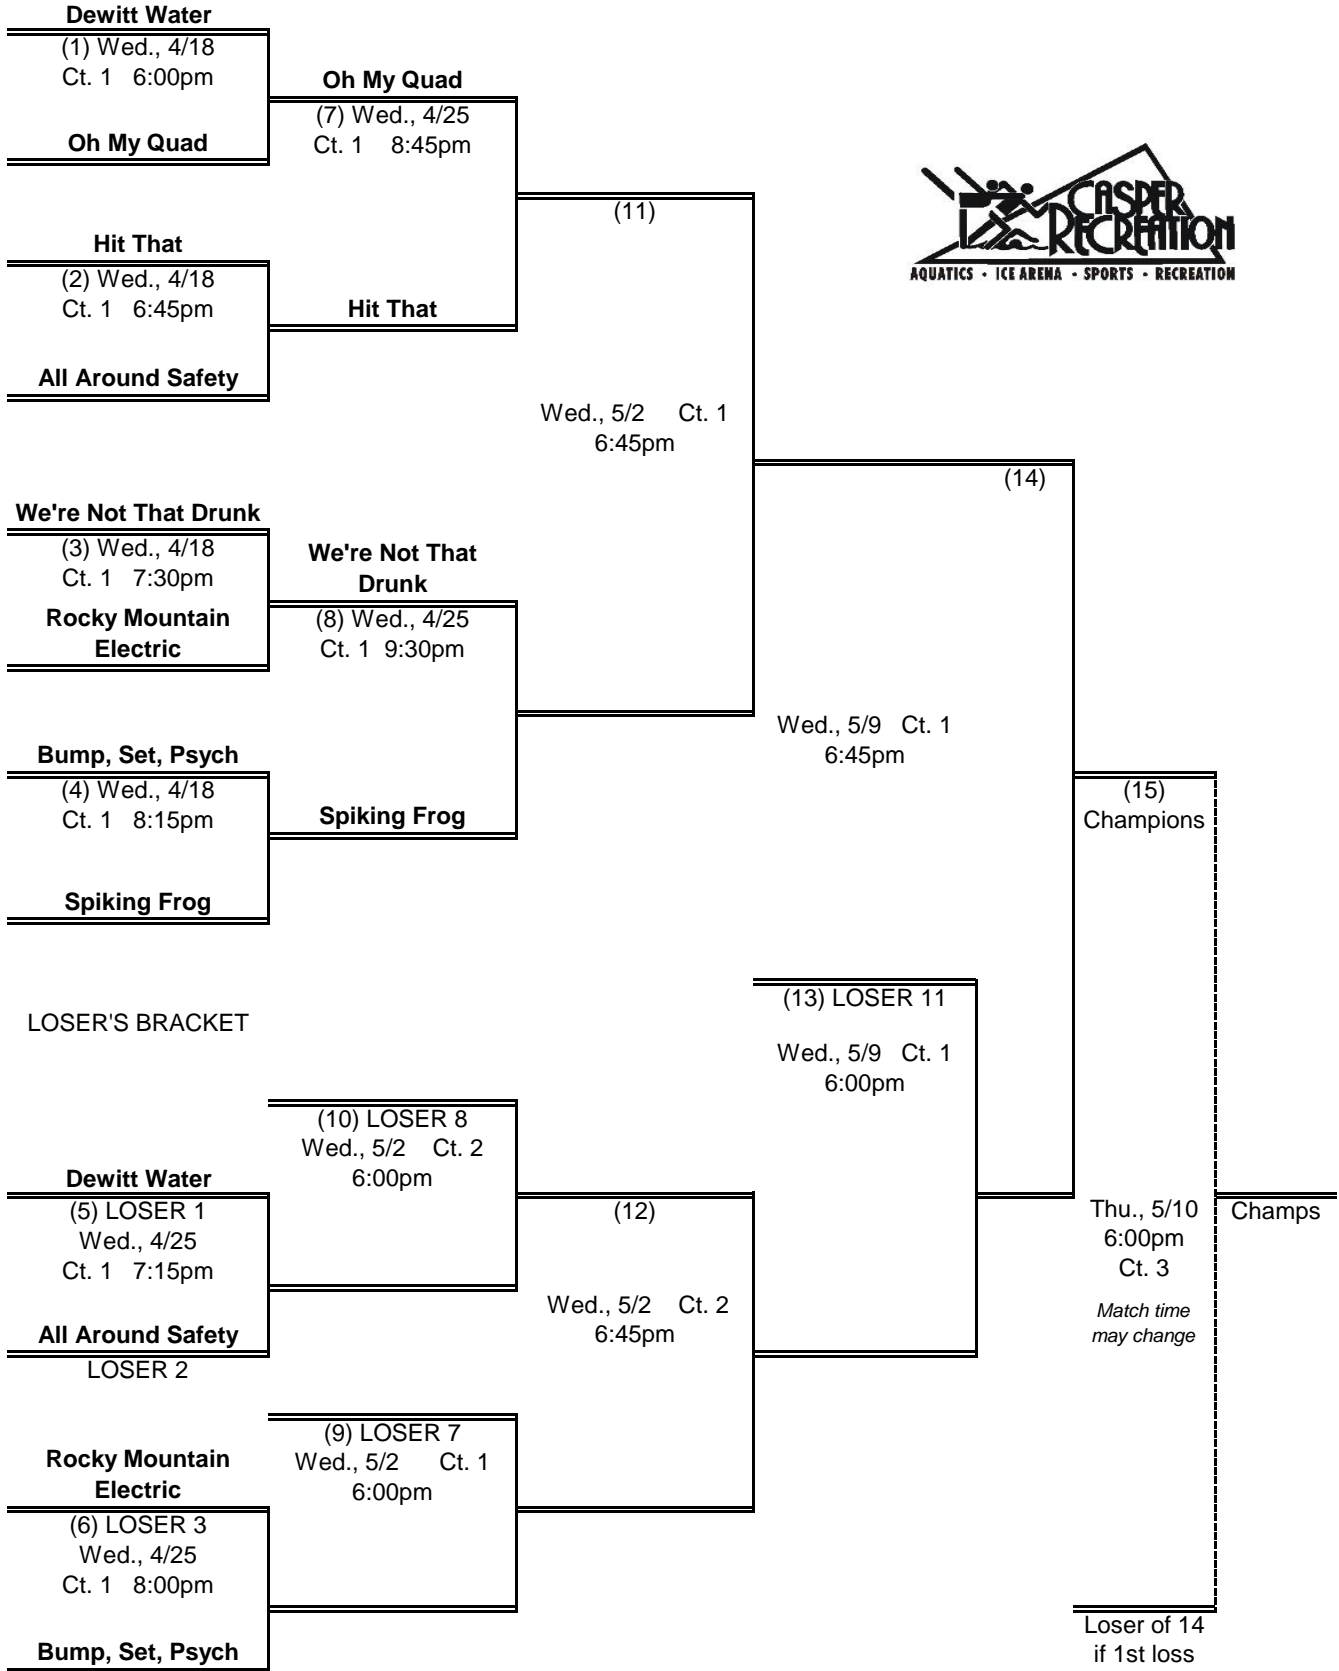 Dewitt Water
(1) Wed., 4/18
Ct. 1 6:00pm
Oh My Quad
Oh My Quad
(7) Wed., 4/25
Ct. 1 8:45pm
Hit That
(2) Wed., 4/18
Ct. 1 6:45pm
All Around Safety
Hit That
(11)
Wed., 5/2 Ct. 1
6:45pm
CASPER
RECREATION
AQUATICS · ICE ARENA · SPORTS · RECREATION
We're Not That Drunk
(3) Wed., 4/18
Ct. 1 7:30pm
Rocky Mountain
Electric
We're Not That
Drunk
(8) Wed., 4/25
Ct. 1 9:30pm
Bump, Set, Psych
(4) Wed., 4/18
Ct. 1 8:15pm
Spiking Frog
Spiking Frog
(14)
Wed., 5/9 Ct. 1
6:45pm
(15)
Champions
LOSER'S BRACKET
(13) LOSER 11
Wed., 5/9 Ct. 1
6:00pm
(10) LOSER 8
Wed., 5/2 Ct. 2
6:00pm
Dewitt Water
(5) LOSER 1
Wed., 4/25
Ct. 1 7:15pm
All Around Safety
LOSER 2
(12)
Wed., 5/2 Ct. 2
6:45pm
Thu., 5/10
6:00pm
Ct. 3
Match time
may change
Champs
(9) LOSER 7
Wed., 5/2 Ct. 1
6:00pm
Rocky Mountain
Electric
(6) LOSER 3
Wed., 4/25
Ct. 1 8:00pm
Bump, Set, Psych
Loser of 14
if 1st loss